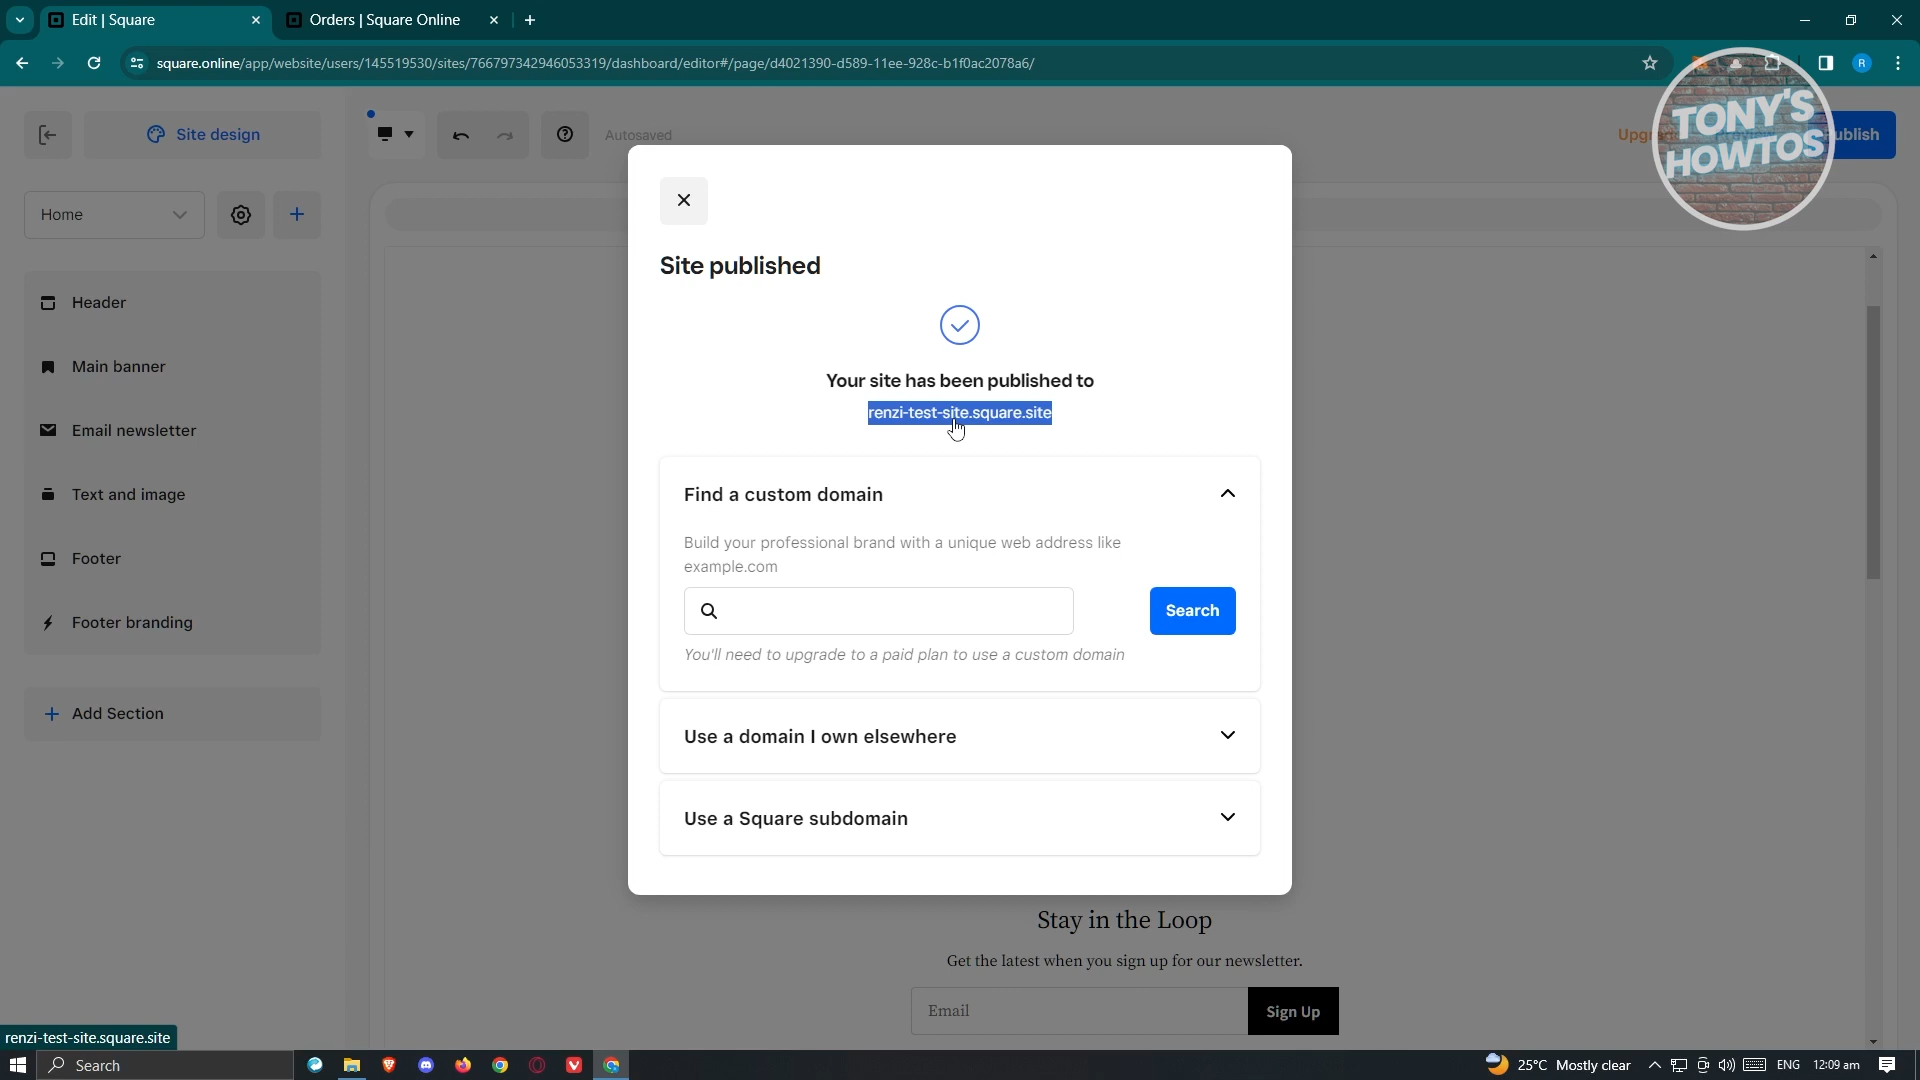 Edit | Square
Orders | Square Online
square.online/app/website/users/145519530/sites/766797342946053319/dashboard/editor#/page/d4021390-d589-11ee-928c-b1f0ac2078a6/
R
Site design
Autosaved
TONY'S
HOWTOS
Home
Header
Main banner
Email newsletter
Text and image
Footer
Footer branding
Add Section
Site published
Your site has been published to
renzi-test-site.square.site
Find a custom domain
Build your professional brand with a unique web address like
example.com
Search
You'll need to upgrade to a paid plan to use a custom domain
Use a domain I own elsewhere
Use a Square subdomain
Stay in the Loop
Get the latest when you sign up for our newsletter.
Email
Sign Up
renzi-test-site.square.site
Search
25°C Mostly clear
ENG
12:09 am